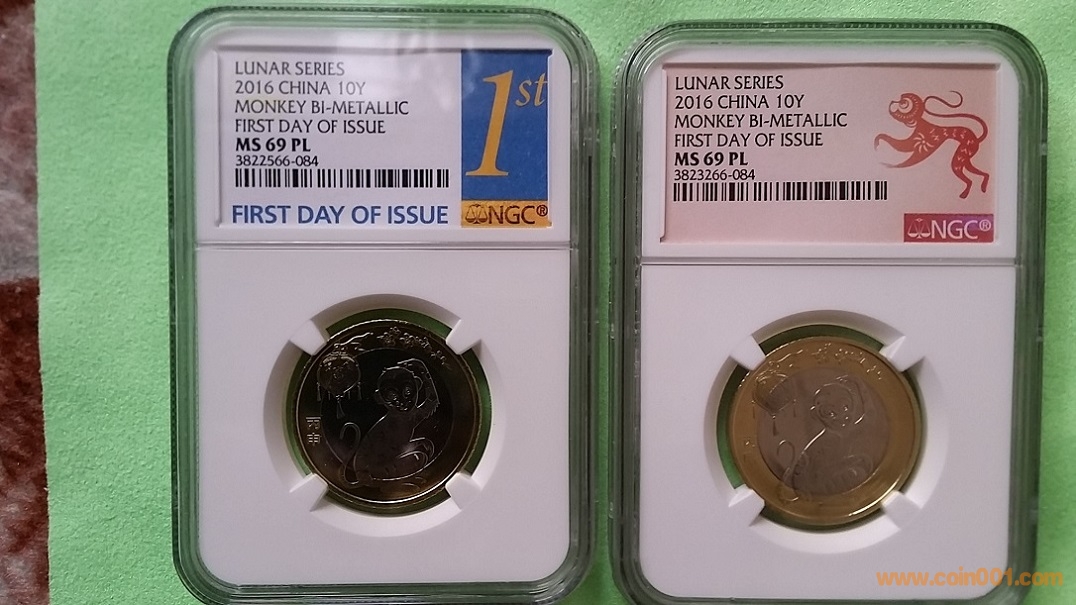 LUNAR SERIES
2016 CHINA 10Y
MONKEY BI-METALLIC
FIRST DAY OF ISSUE
MS 69 PL
3822566-084
FIRST DAY OF ISSUE
1st
NGC®
丙申
LUNAR SERIES
2016 CHINA 10Y
MONKEY BI-METALLIC
FIRST DAY OF ISSUE
MS 69 PL
3823266-084
NGC®
www.coin001.com